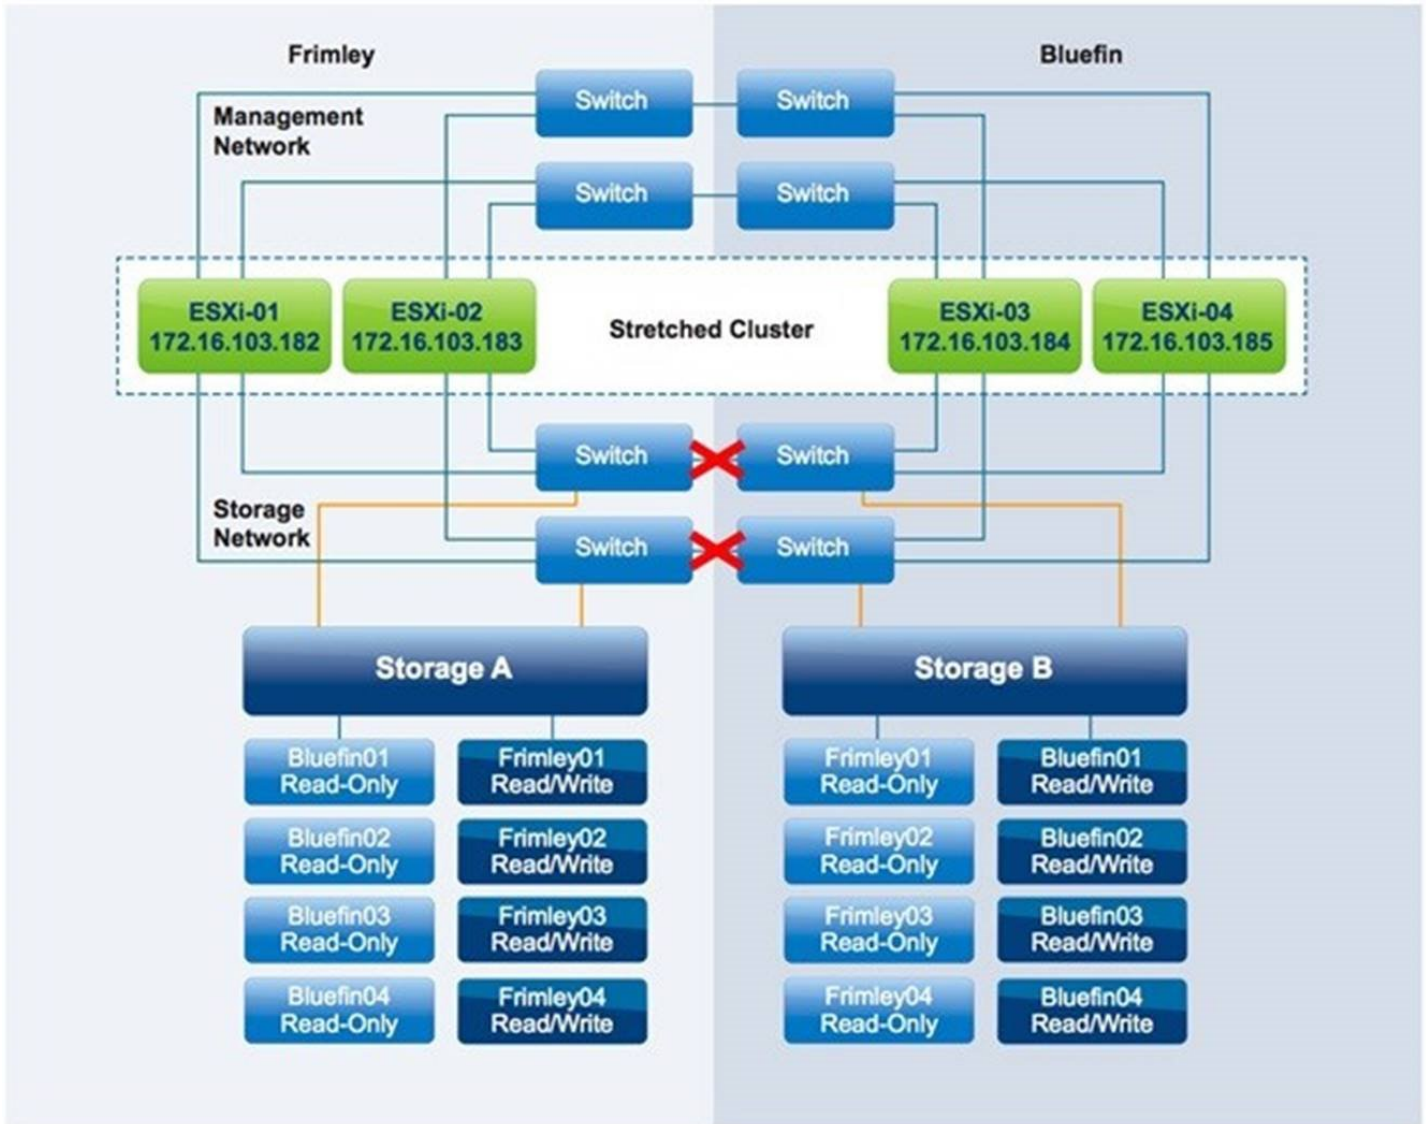 Frimley
Bluefin
Management
Network
Switch
Switch
Switch
Switch
ESXi-01
172.16.103.182
ESXi-02
172.16.103.183
Stretched Cluster
ESXi-03
172.16.103.184
ESXi-04
172.16.103.185
Switch
Switch
Storage
Network
Switch
Switch
Storage A
Storage B
Bluefin01
Read-Only
Frimley01
Read/Write
Frimley01
Read-Only
Bluefin01
Read/Write
Bluefin02
Read-Only
Frimley02
Read/Write
Frimley02
Read-Only
Bluefin02
Read/Write
Bluefin03
Read-Only
Frimley03
Read/Write
Frimley03
Read-Only
Bluefin03
Read/Write
Bluefin04
Read-Only
Frimley04
Read/Write
Frimley04
Read-Only
Bluefin04
Read/Write